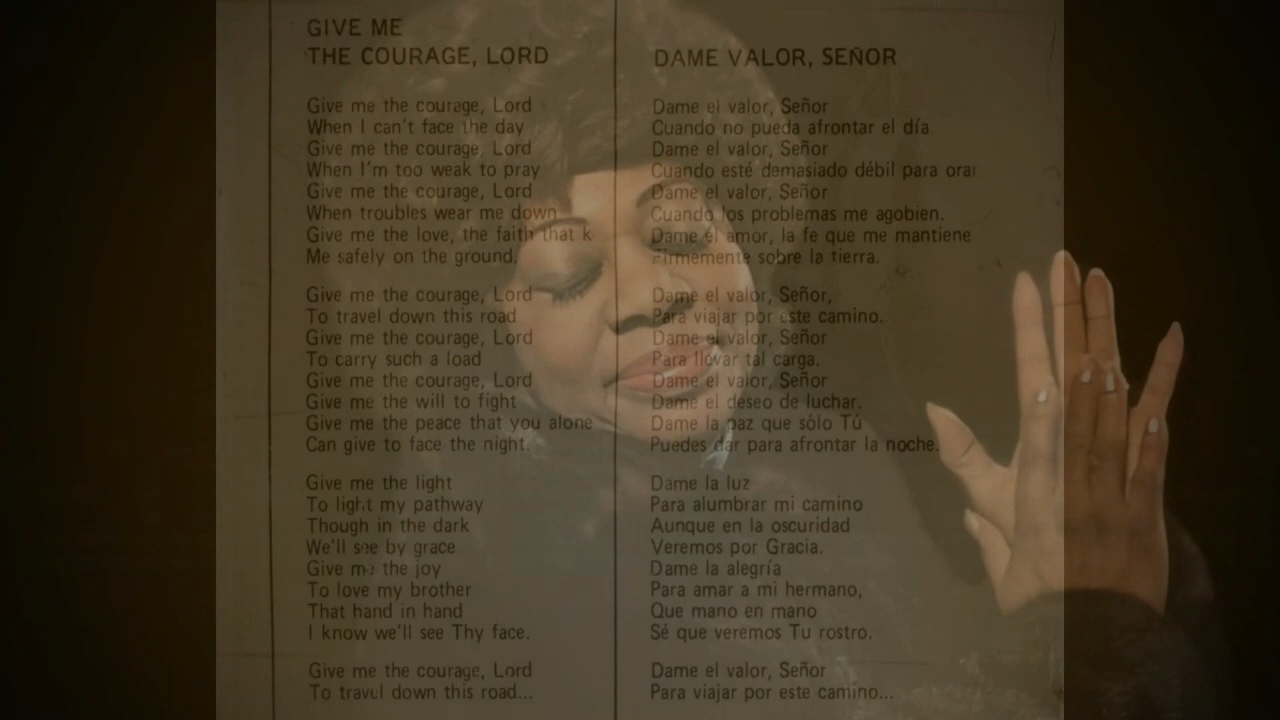 GIVE ME
THE COURAGE, LORD
Give me the courage, Lord
When I can't face the day
Give me the courage, Lord
When I'm too weak to pray
Give me the courage, Lord
When troubles wear me down
Give me the love, the faith that k
Me safely on the ground.
Give me the courage, Lord
To travel down this road
Give me the courage, Lord
To carry such a load
Give me the courage, Lord
Give me the will to fight
Give me the peace that you alone
Can give to face the night.
Give me the light
To light my pathway
Though in the dark
We'll see by grace
Give me the joy
To love my brother
That hand in hand
I know we'll see Thy face.
Give me the courage, Lord
To travel down this road...
DAME VALOR, SEÑOR
Dame el valor, Señor
Cuando no pueda afrontar el día
Dame el valor, Señor
Cuando esté demasiado débil para orar
Dame el valor, Señor
Cuando los problemas me agobien.
Dame el amor, la fe que me mantiene
Firmemente sobre la tierra.
Dame el valor, Señor,
Para viajar por este camino.
Dame el valor, Señor
Para llevar tal carga.
Dame el valor, Señor
Dame el deseo de luchar.
Dame la paz que sólo Tú
Puedes dar para afrontar la noche.
Dame la luz
Para alumbrar mi camino
Aunque en la oscuridad
Veremos por Gracia.
Dame la alegría
Para amar a mi hermano,
Que mano en mano
Sé que veremos Tu rostro.
Dame el valor, Señor
Para viajar por este camino...